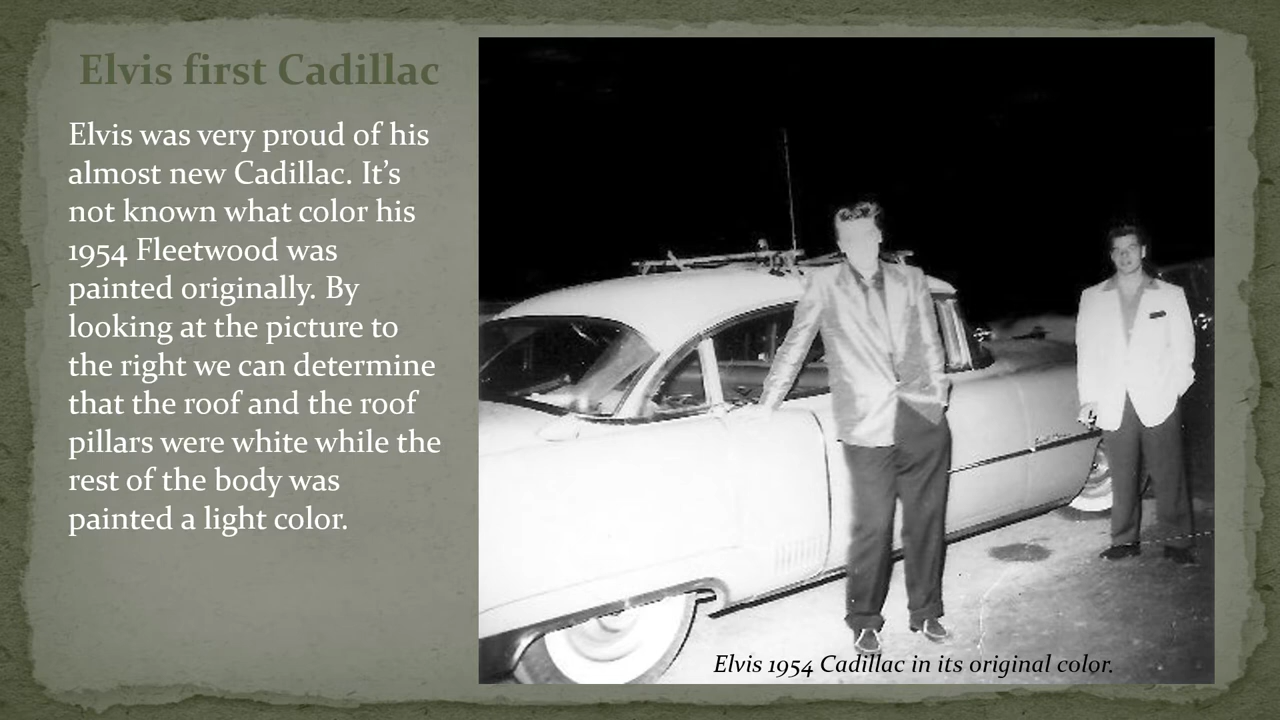 Elvis first Cadillac
Elvis was very proud of his
almost new Cadillac. It’s
not known what color his
1954 Fleetwood was
painted originally. By
looking at the picture to
the right we can determine
that the roof and the roof
pillars were white while the
rest of the body was
painted a light color.
Elvis 1954 Cadillac in its original color.